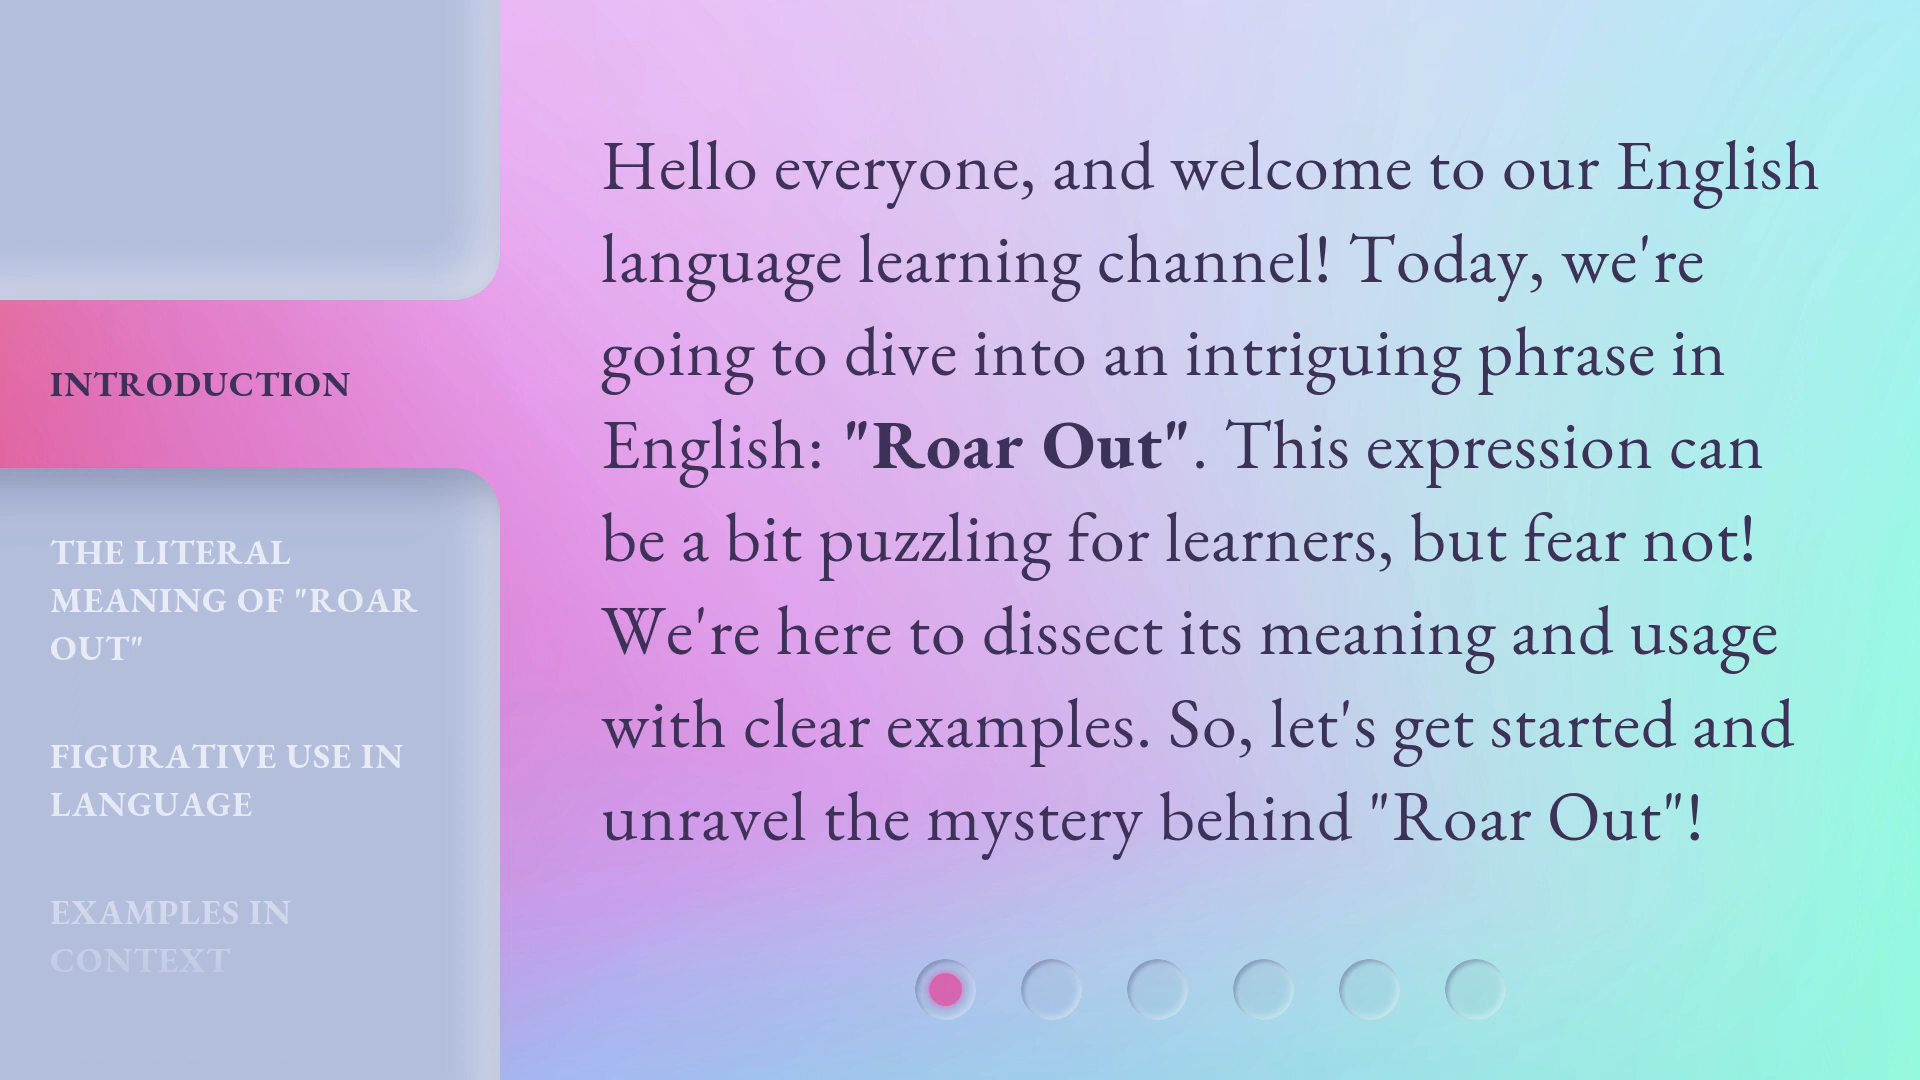 INTRODUCTION
THE LITERAL
MEANING OF "ROAR
OUT"
FIGURATIVE USE IN
LANGUAGE
EXAMPLES IN
CONTEXT
Hello everyone, and welcome to our English
language learning channel! Today, we're
going to dive into an intriguing phrase in
English: "Roar Out". This expression can
be a bit puzzling for learners, but fear not!
We're here to dissect its meaning and usage
with clear examples. So, let's get started and
unravel the mystery behind "Roar Out"!